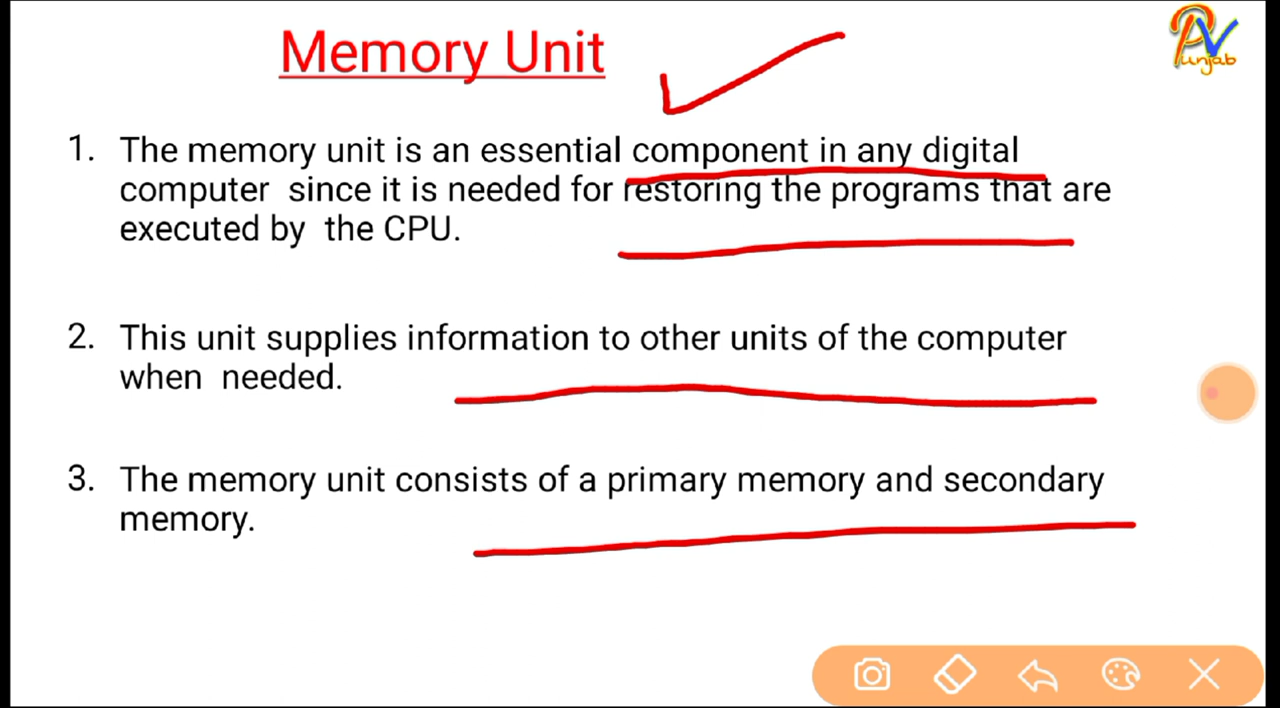 Memory Unit
PV
unjab
1. The memory unit is an essential component in any digital
computer since it is needed for restoring the programs that are
executed by the CPU.
2. This unit supplies information to other units of the computer
when needed.
3. The memory unit consists of a primary memory and secondary
memory.